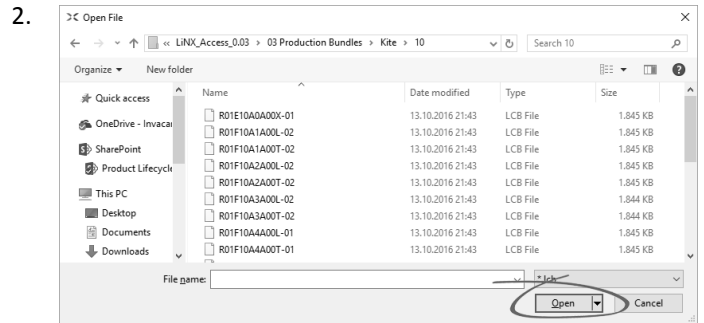 2.
Open File
« LiNX_Access_0.03 > 03 Production Bundles > Kite > 10
Search 10
Organize
New folder
Name Date modified Type Size
Quick access
OneDrive - Invacar
SharePoint
Product Lifecycle
This PC
Desktop
Documents
Downloads
R01E10A0A00X-01 13.10.2016 21:43 LCB File 1.845 KB
R01F10A1A00L-02 13.10.2016 21:43 LCB File 1.845 KB
R01F10A1A00T-02 13.10.2016 21:43 LCB File 1.845 KB
R01F10A2A00L-02 13.10.2016 21:43 LCB File 1.845 KB
R01F10A2A00T-02 13.10.2016 21:43 LCB File 1.845 KB
R01F10A3A00L-02 13.10.2016 21:43 LCB File 1.844 KB
R01F10A3A00T-02 13.10.2016 21:43 LCB File 1.844 KB
R01F10A4A00L-01 13.10.2016 21:43 LCB File 1.845 KB
R01F10A4A00T-01 13.10.2016 21:43 LCB File 1.845 KB
File name:
*.lcb
Open
Cancel